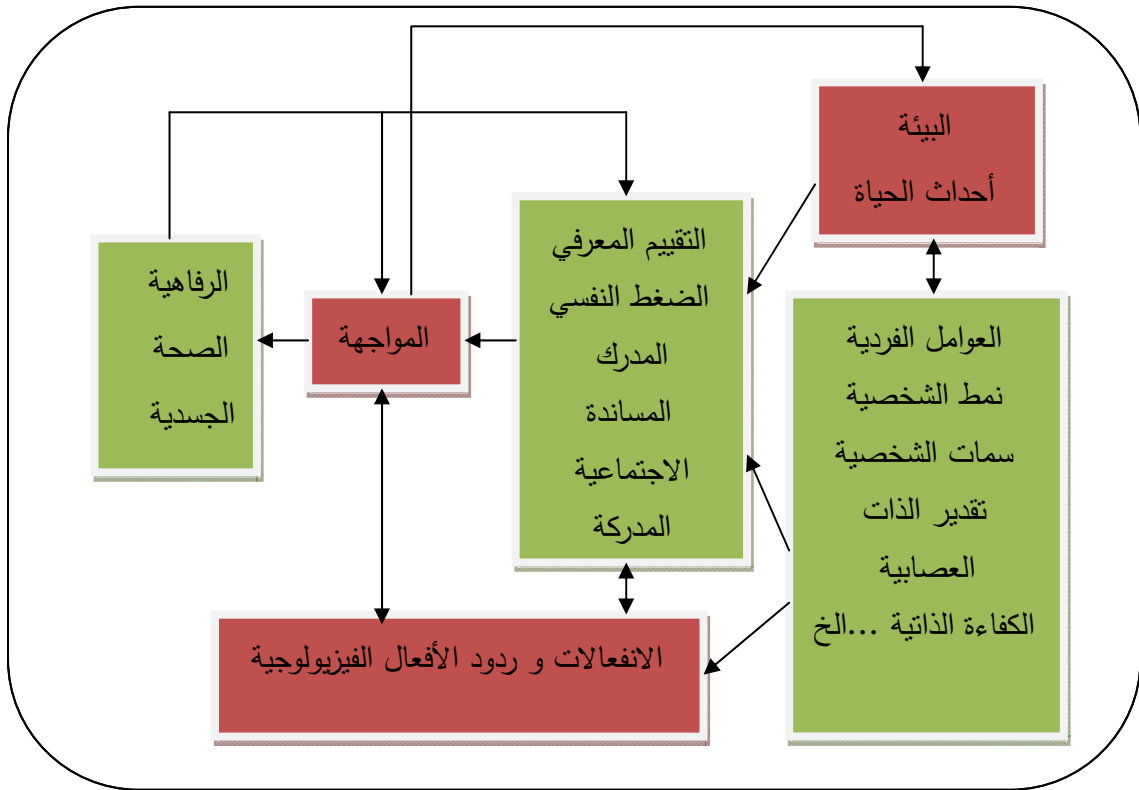 البيئة
أحداث الحياة
العوامل الفردية
نمط الشخصية
سمات الشخصية
تقدير الذات
العصابية
الكفاءة الذاتية ...الخ
التقييم المعرفي
الضغط النفسي
المدرك
المساندة
الاجتماعية
المدركة
المواجهة
الرفاهية
الصحة
الجسدية
الانفعالات و ردود الأفعال الفيزيولوجية